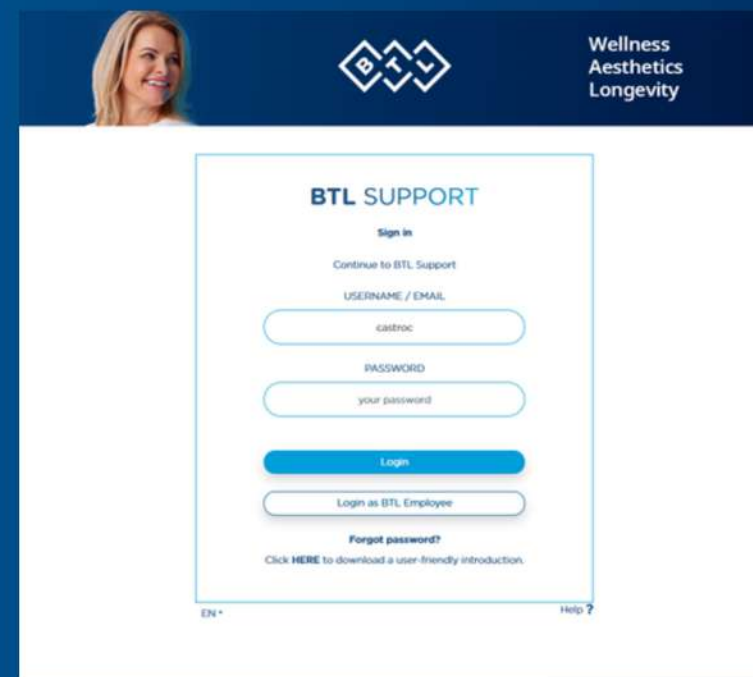 BTL
Wellness
Aesthetics
Longevity
BTL SUPPORT
Sign in
Continue to BTL Support
USERNAME / EMAIL
castroc
PASSWORD
your password
Login
Login as BTL Employee
Forgot password?
Click HERE to download a user-friendly introduction.
EN
Help ?